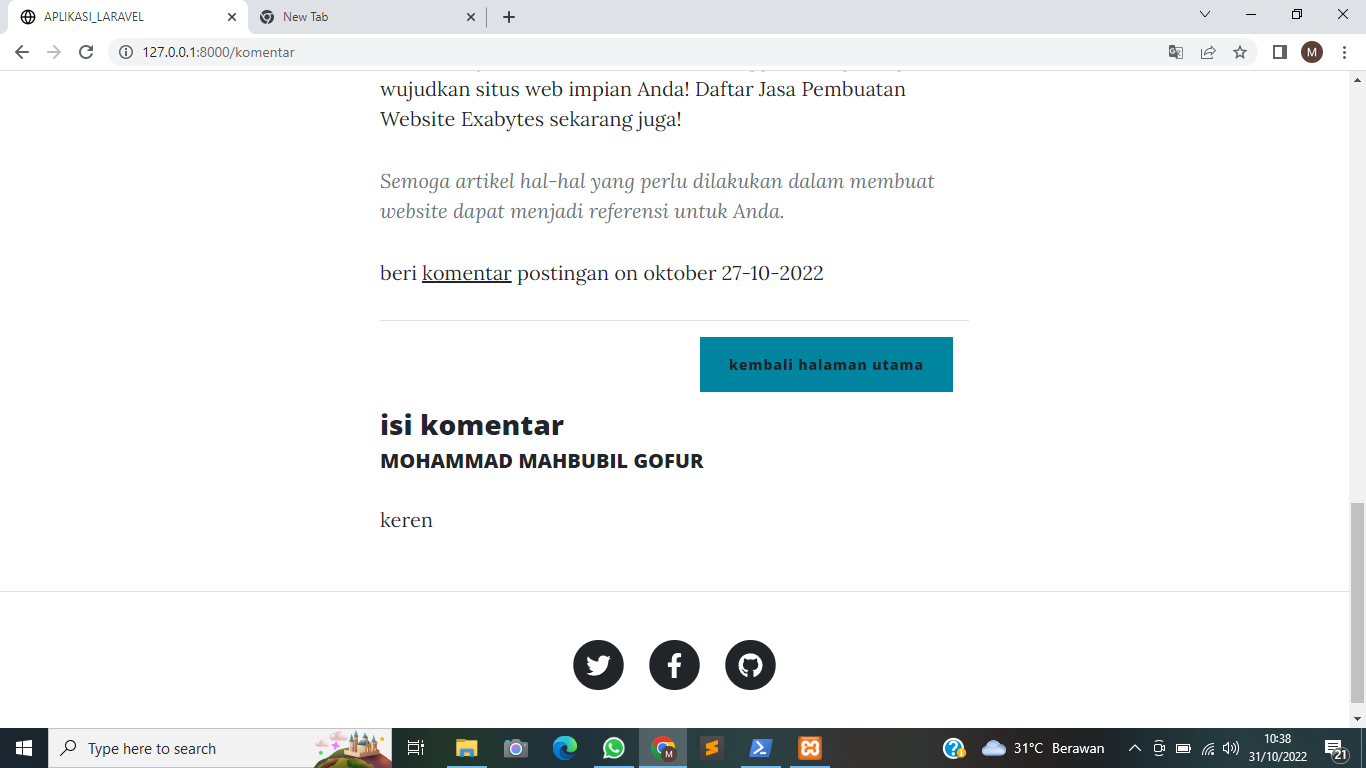 APLIKASI_LARAVEL
New Tab
127.0.0.1:8000/komentar
M
wujudkan situs web impian Anda! Daftar Jasa Pembuatan
Website Exabytes sekarang juga!
Semoga artikel hal-hal yang perlu dilakukan dalam membuat
website dapat menjadi referensi untuk Anda.
beri komentar postingan on oktober 27-10-2022
kembali halaman utama
isi komentar
MOHAMMAD MAHBUBIL GOFUR
keren
Type here to search
M
31°C Berawan
10:38
31/10/2022
21